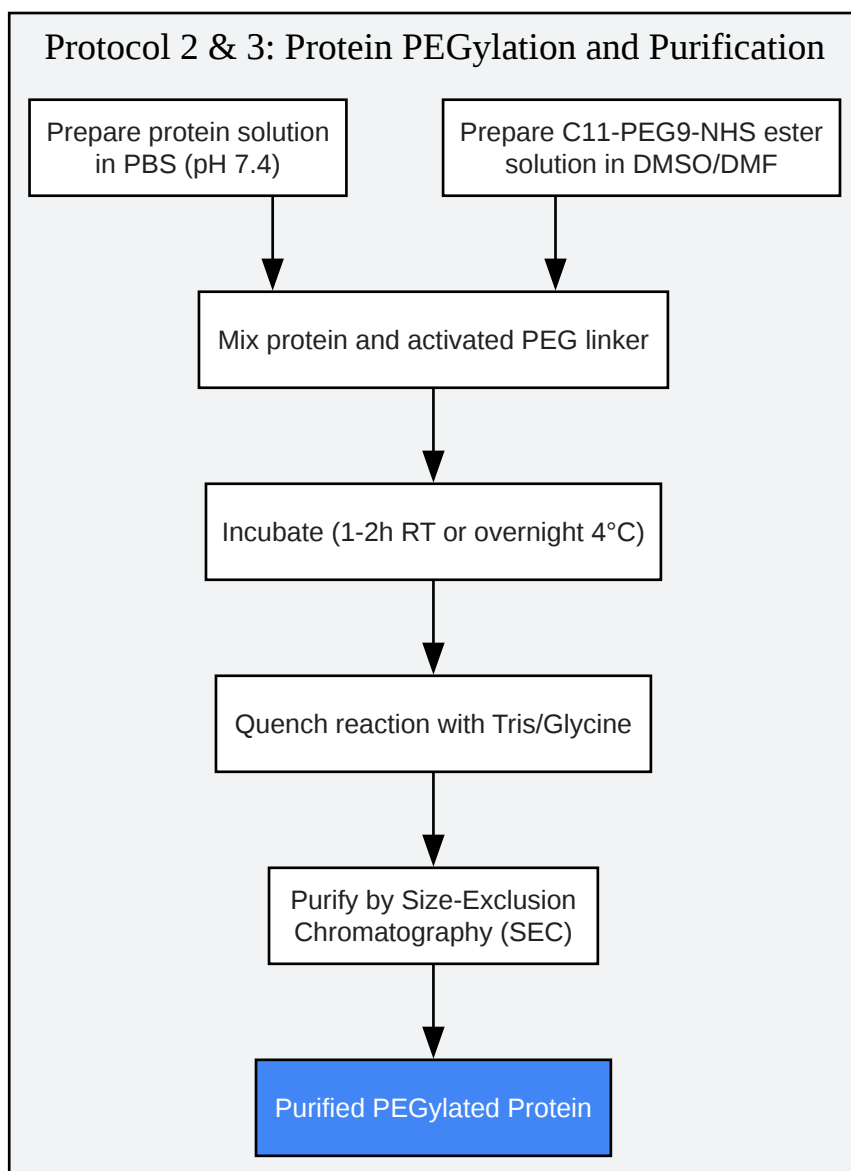 Protocol 2 & 3: Protein PEGylation and Purification
Prepare protein solution
in PBS (pH 7.4)
Prepare C11-PEG9-NHS ester
solution in DMSO/DMF
Mix protein and activated PEG linker
Incubate (1-2h RT or overnight 4°C)
Quench reaction with Tris/Glycine
Purify by Size-Exclusion
Chromatography (SEC)
Purified PEGylated Protein